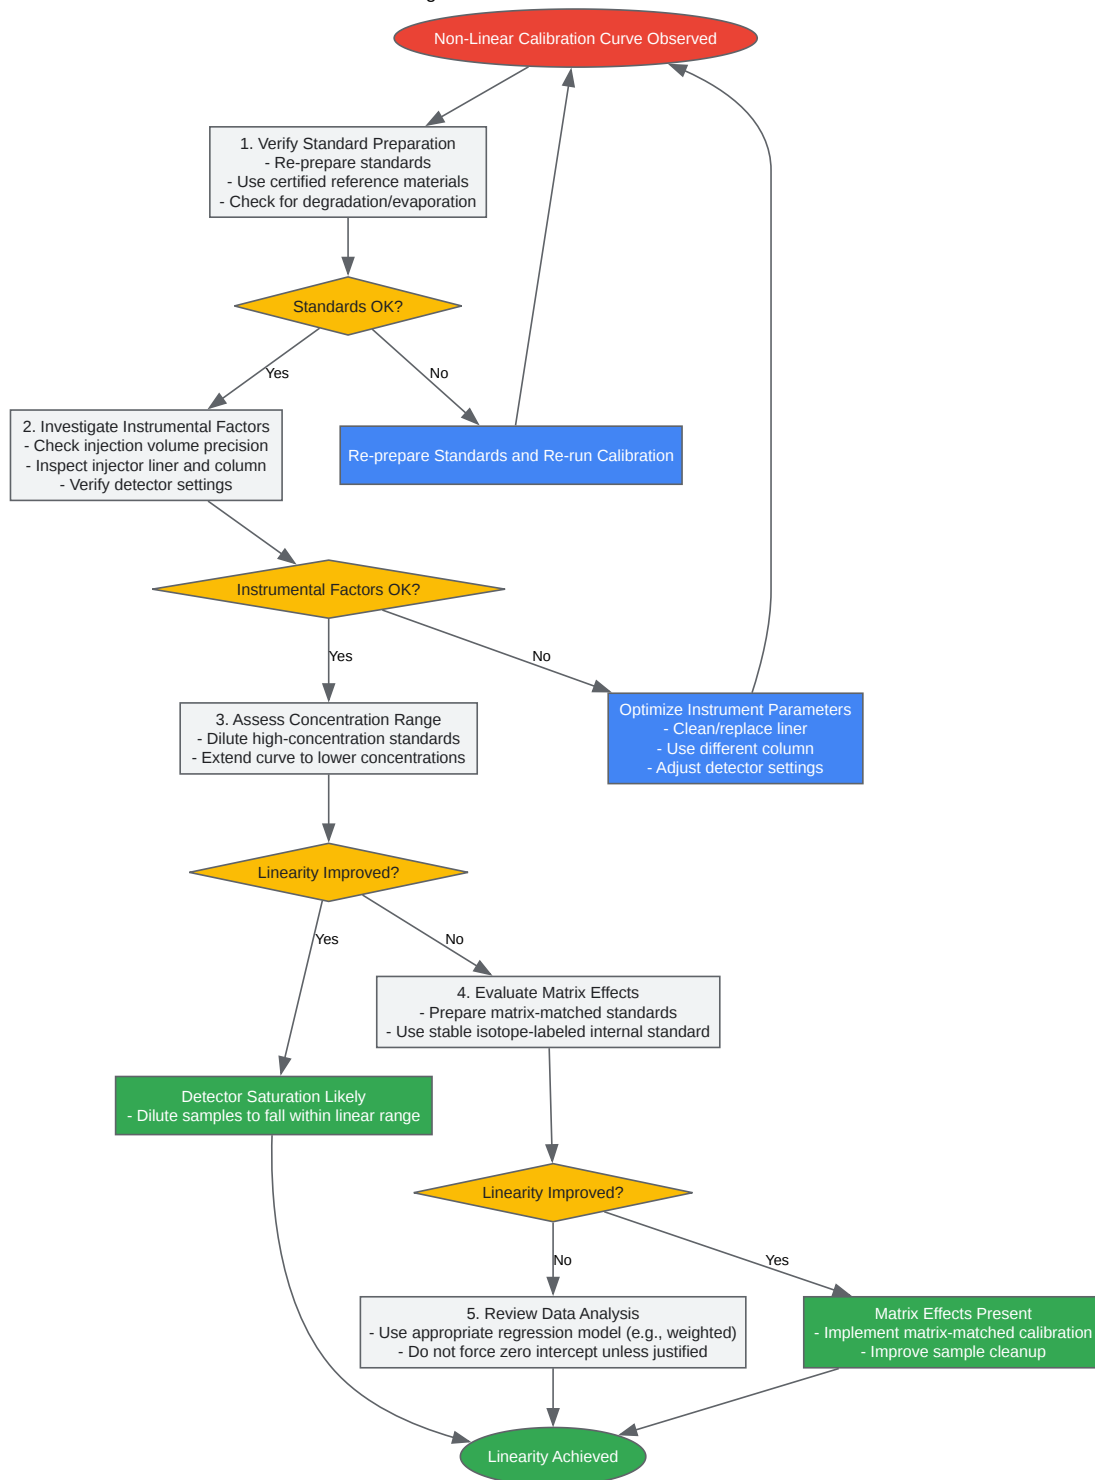 Non-Linear Calibration Curve Observed
1. Verify Standard Preparation
- Re-prepare standards
- Use certified reference materials
- Check for degradation/evaporation
Standards OK?
Yes
No
2. Investigate Instrumental Factors
- Check injection volume precision
- Inspect injector liner and column
- Verify detector settings
Re-prepare Standards and Re-run Calibration
Instrumental Factors OK?
Yes
No
3. Assess Concentration Range
- Dilute high-concentration standards
- Extend curve to lower concentrations
Optimize Instrument Parameters
- Clean/replace liner
- Use different column
- Adjust detector settings
Linearity Improved?
Yes
No
4. Evaluate Matrix Effects
- Prepare matrix-matched standards
- Use stable isotope-labeled internal standard
Detector Saturation Likely
- Dilute samples to fall within linear range
Linearity Improved?
No
Yes
5. Review Data Analysis
- Use appropriate regression model (e.g., weighted)
- Do not force zero intercept unless justified
Matrix Effects Present
- Implement matrix-matched calibration
- Improve sample cleanup
Linearity Achieved